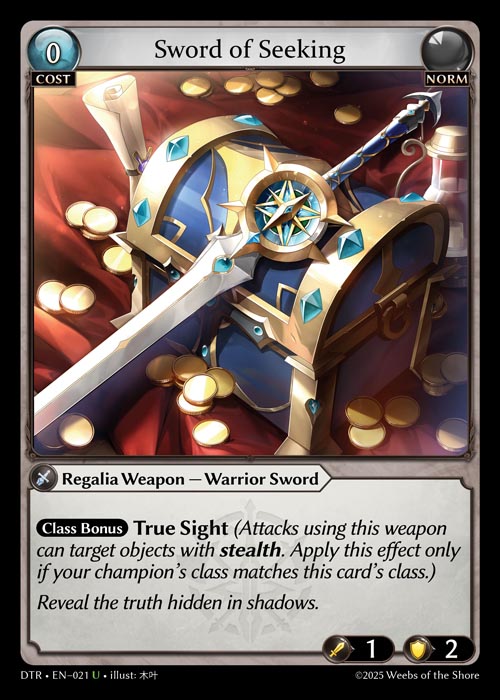 0
Sword of Seeking
COST
NORM
Regalia Weapon — Warrior Sword
Class Bonus True Sight (Attacks using this weapon
can target objects with stealth. Apply this effect only
if your champion's class matches this card's class.)
Reveal the truth hidden in shadows.
1
2
DTR • EN-021 U • illust: 木叶
©2025 Weebs of the Shore